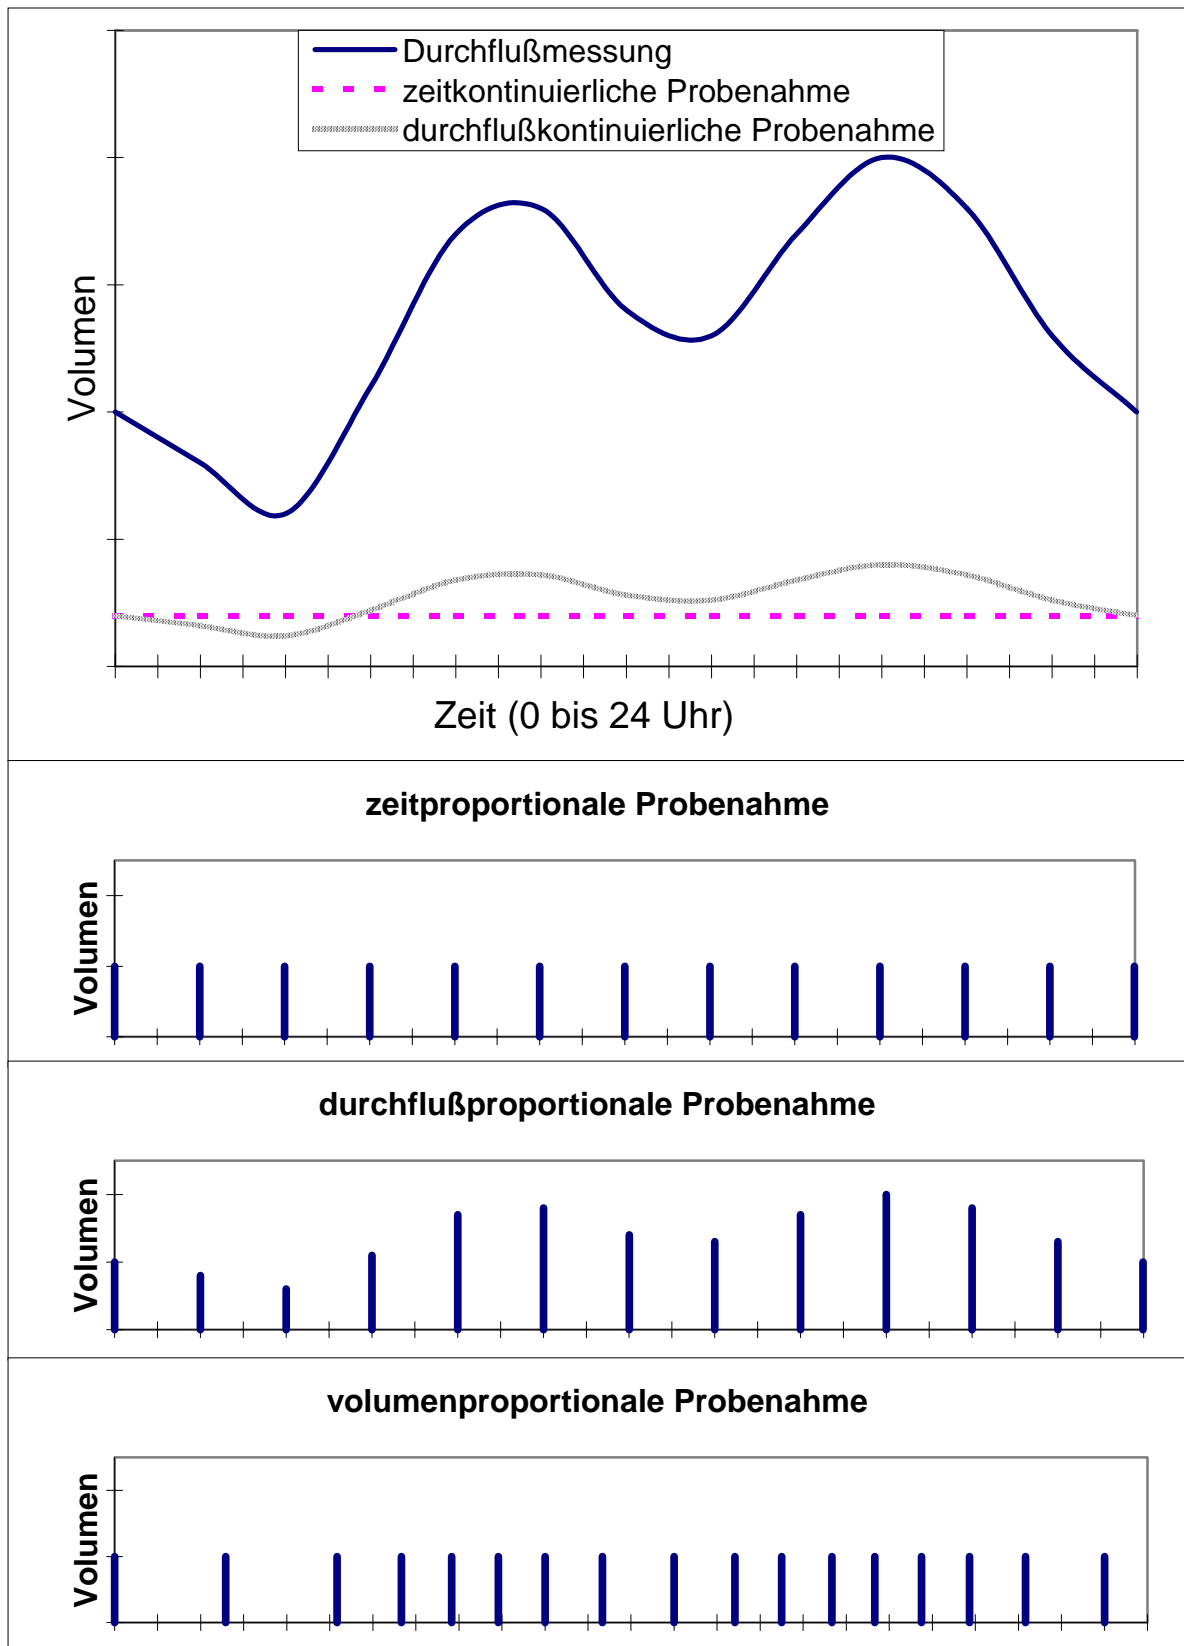 Durchflußmessung
zeitkontinuierliche Probenahme
durchflußkontinuierliche Probenahme
Volumen
Zeit (0 bis 24 Uhr)
zeitproportionale Probenahme
Volumen
durchflußproportionale Probenahme
Volumen
volumenproportionale Probenahme
Volumen